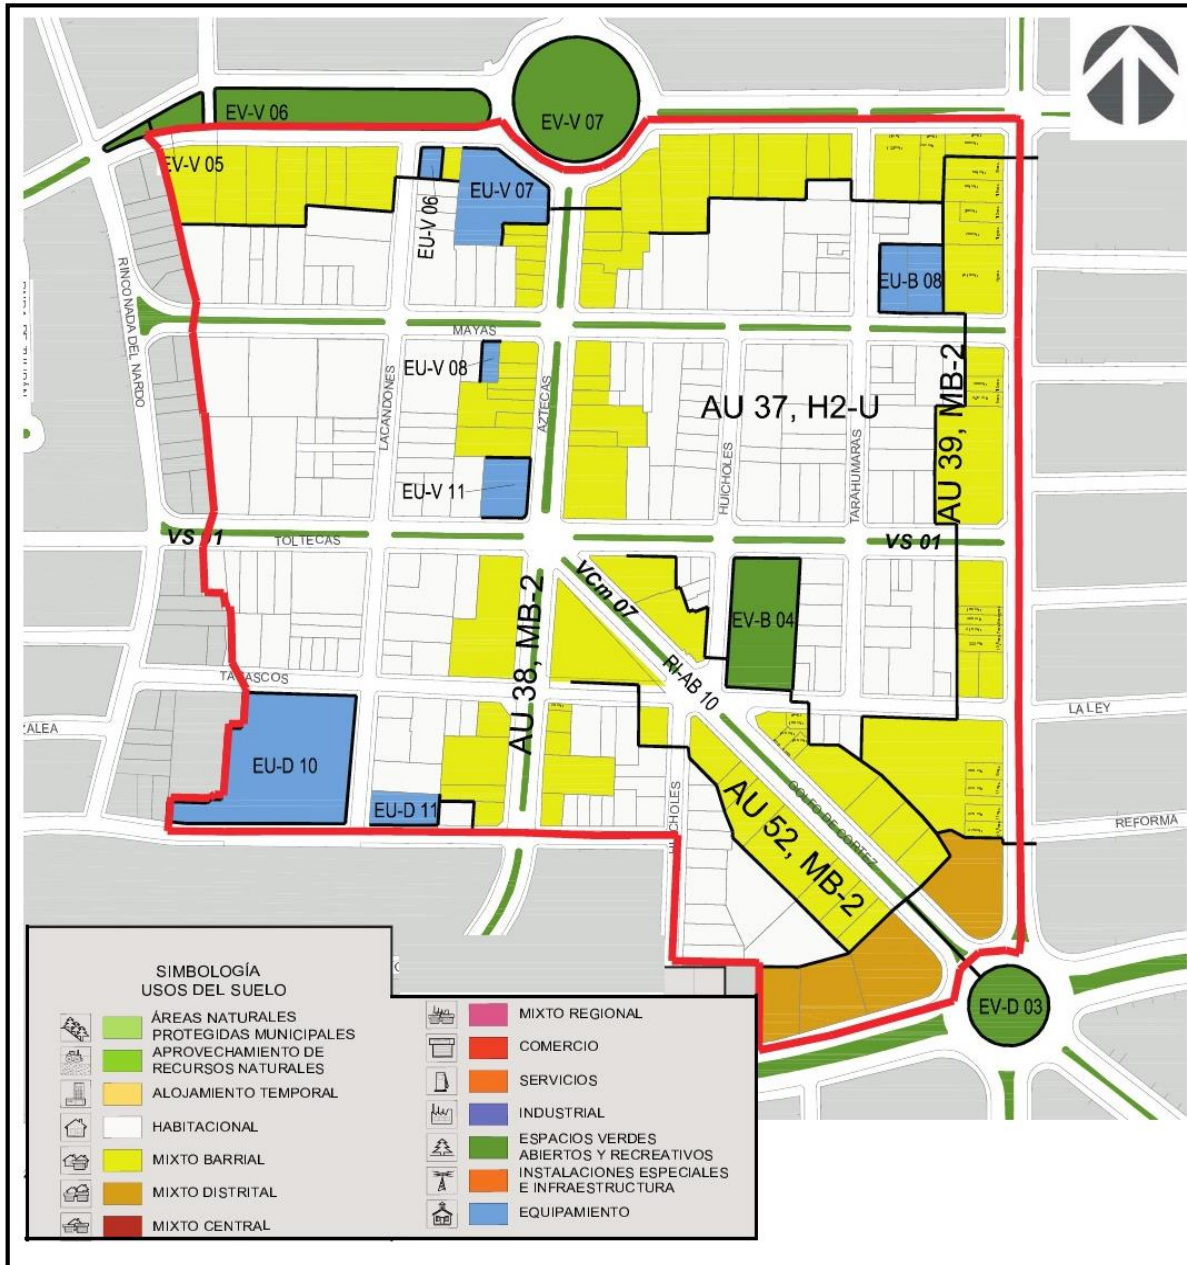 EV-V 06
EV-V 07
EV-V 05
EU-V 07
EU-V 06
EU-B 08
RINCONADA DEL NARDO
MAYAS
EU-V 08
LACANDONES
AZTECAS
AU 37, H2-U
AU 39, MB-2
HUICHOLES
TARAHUMARAS
EU-V 11
VS 01
TOLTECAS
VS 01
VCm 07
EV-B 04
AU 38, MB-2
RI-AB 10
TARASCOS
LA LEY
EU-D 10
EU-D 11
HUICHOLES
AU 52, MB-2
GOLFO DE CORTEZ
REFORMA
EV-D 03
SIMBOLOGÍA
USOS DEL SUELO
ÁREAS NATURALES
PROTEGIDAS MUNICIPALES
APROVECHAMIENTO DE
RECURSOS NATURALES
ALOJAMIENTO TEMPORAL
HABITACIONAL
MIXTO BARRIAL
MIXTO DISTRITAL
MIXTO CENTRAL
MIXTO REGIONAL
COMERCIO
SERVICIOS
INDUSTRIAL
ESPACIOS VERDES
ABIERTOS Y RECREATIVOS
INSTALACIONES ESPECIALES
E INFRAESTRUCTURA
EQUIPAMIENTO